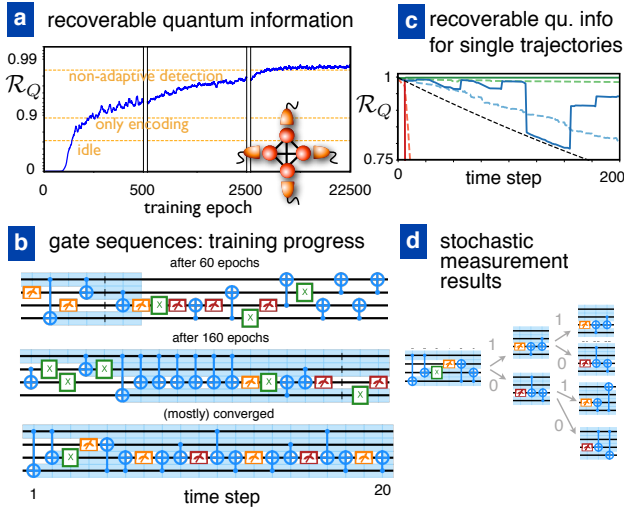 a recoverable quantum information
0.99
non-adaptive detection
R_Q
0.9
only encoding
idle
0
0 500 2500 22500
training epoch
c recoverable qu. info
for single trajectories
1
R_Q
0.75
0 200
time step
b gate sequences: training progress
after 60 epochs
X X X
after 160 epochs
X X X X X
(mostly) converged
X
1 time step 20
d stochastic
measurement
results
1
0
X
1
0
1
0